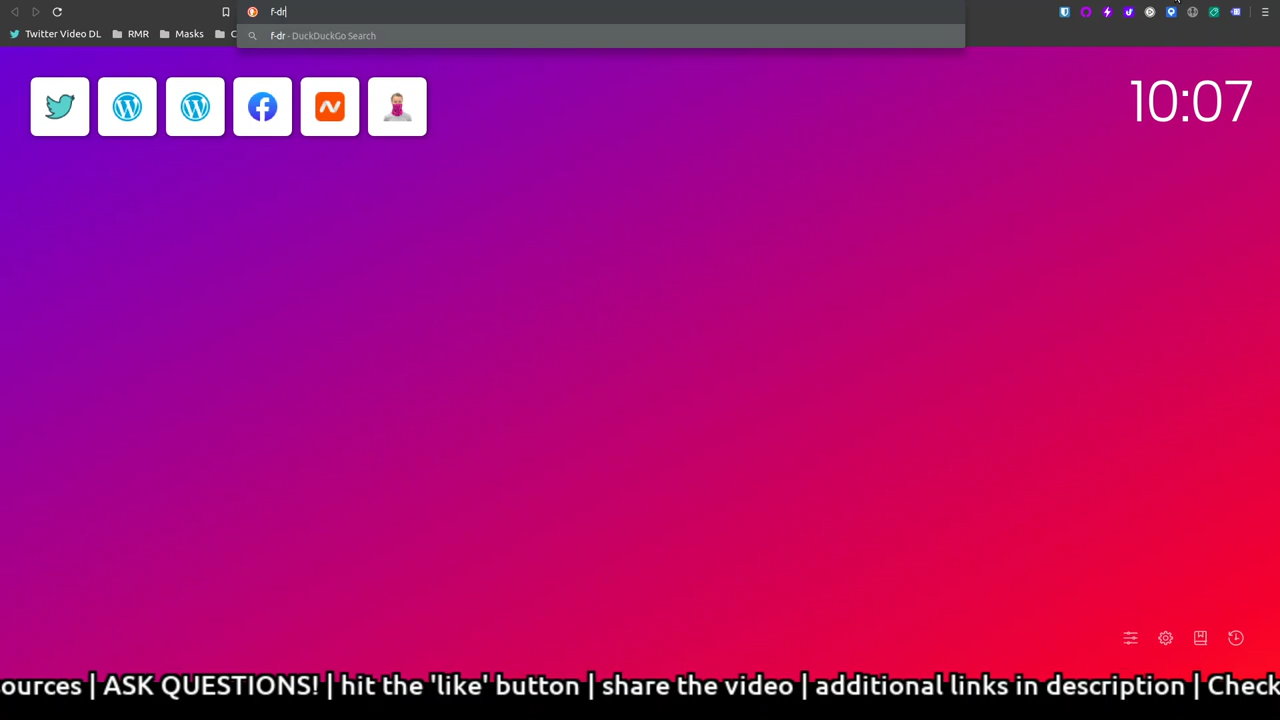 f-dr
f-dr - DuckDuckGo Search
Twitter Video DL
RMR
Masks
10:07
sources | ASK QUESTIONS! | hit the 'like' button | share the video | additional links in description | Check